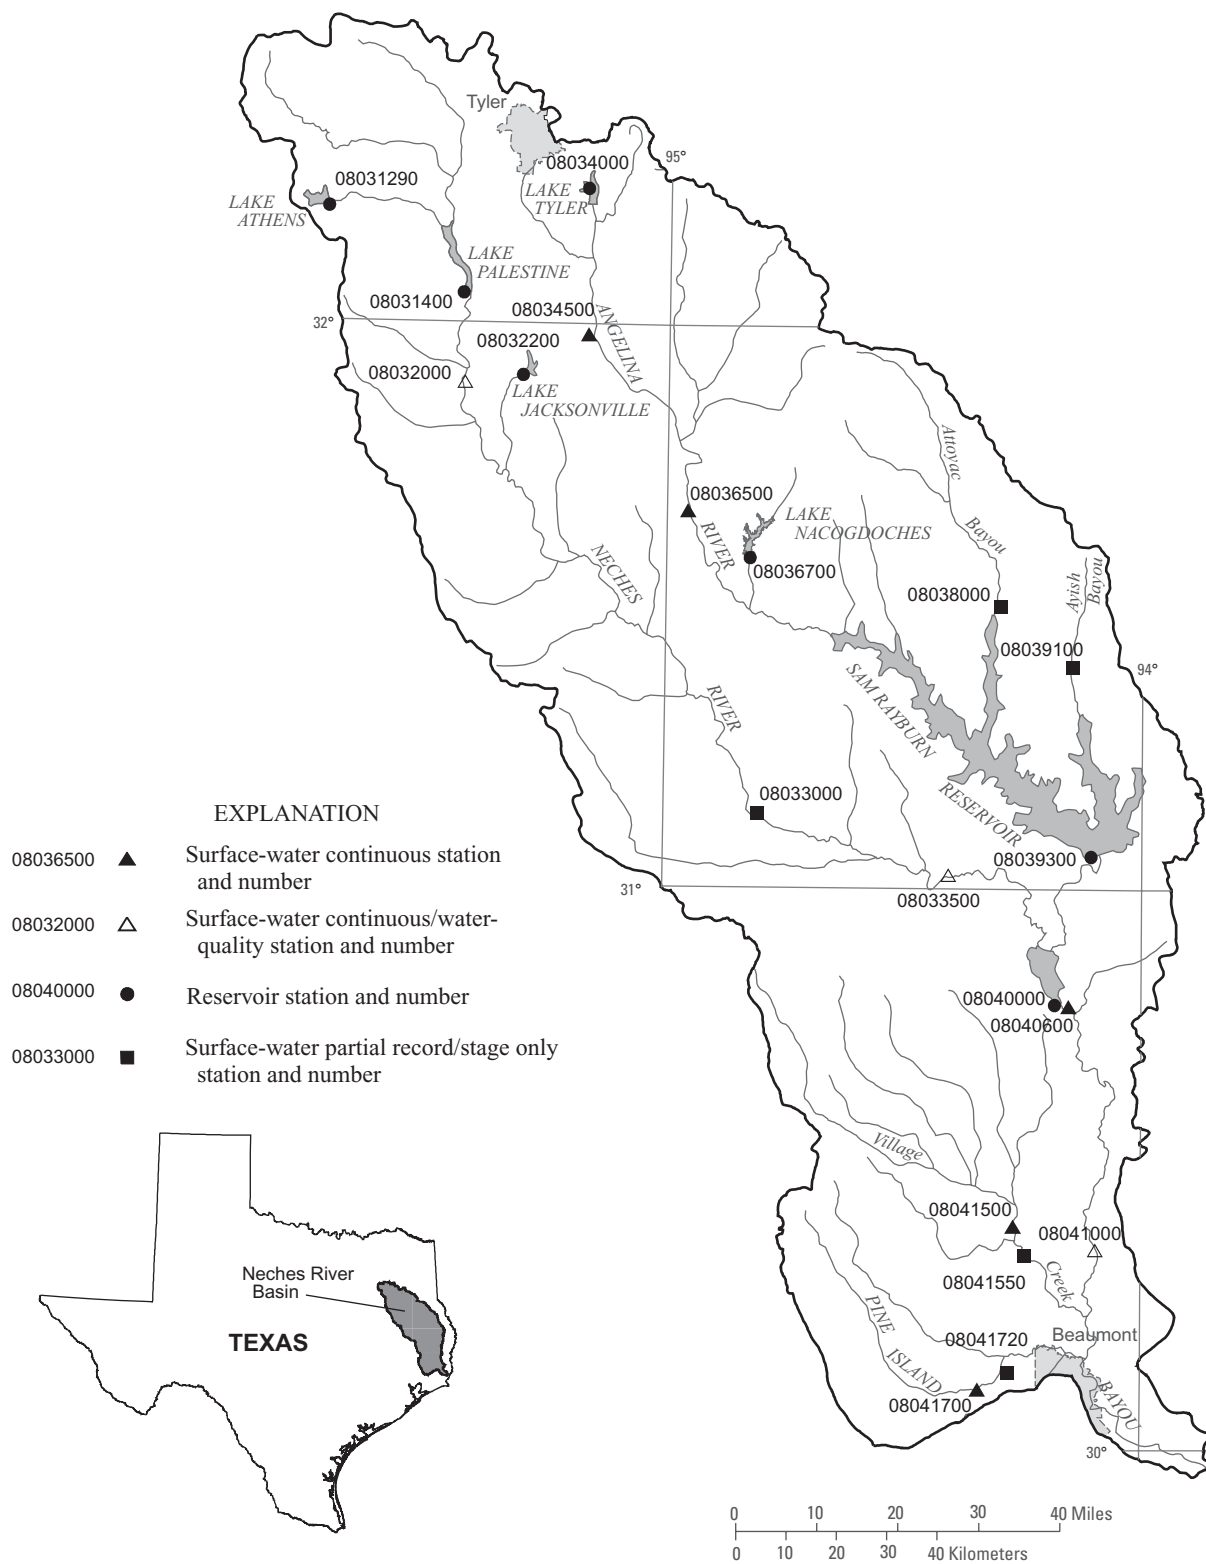 Tyler
08034000
95°
08031290
LAKE
TYLER
LAKE
ATHENS
LAKE
PALESTINE
08031400
08034500
ANGELINA
32°
08032200
08032000
LAKE
JACKSONVILLE
Attoyac
08036500
LAKE
NACOGDOCHES
RIVER
Bayou
NECHES
08036700
Ayish
Bayou
08038000
08039100
94°
SAM RAYBURN
RIVER
08033000
RESERVOIR
08039300
31°
08033500
08040000
08040600
Village
08041500
08041000
08041550
Creek
PINE
ISLAND
08041720
Beaumont
08041700
BAYOU
30°
EXPLANATION
08036500 Surface-water continuous station
and number
08032000 Surface-water continuous/water-
quality station and number
08040000 Reservoir station and number
08033000 Surface-water partial record/stage only
station and number
Neches River
Basin
TEXAS
0 10 20 30 40 Miles
0 10 20 30 40 Kilometers